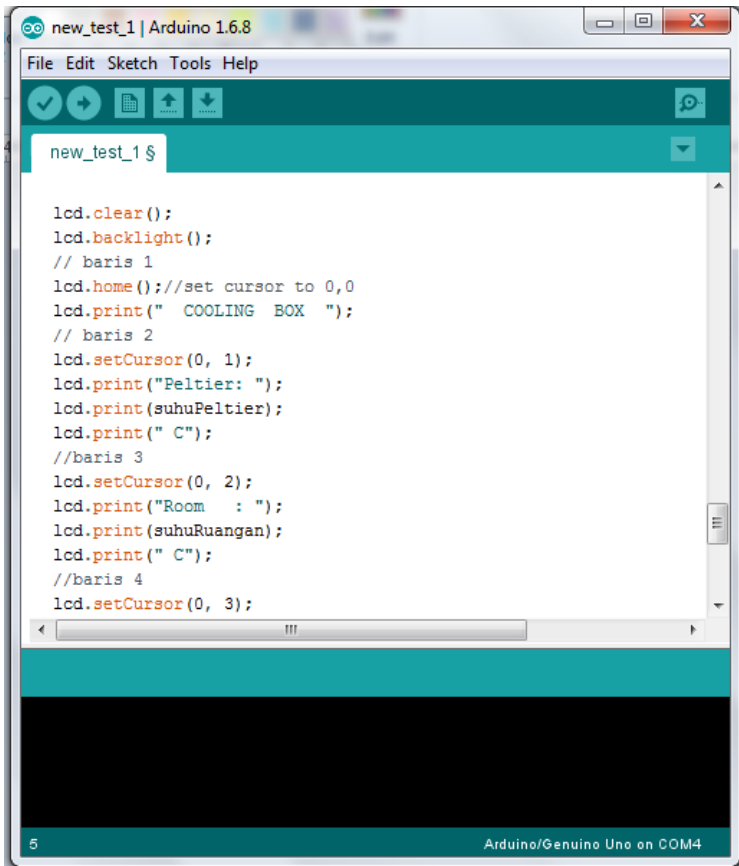 new_test_1 | Arduino 1.6.8
File Edit Sketch Tools Help
new_test_1 §
lcd.clear();
lcd.backlight();
// baris 1
lcd.home();//set cursor to 0,0
lcd.print("  COOLING  BOX  ");
// baris 2
lcd.setCursor(0, 1);
lcd.print("Peltier: ");
lcd.print(suhuPeltier);
lcd.print(" C");
//baris 3
lcd.setCursor(0, 2);
lcd.print("Room   : ");
lcd.print(suhuRuangan);
lcd.print(" C");
//baris 4
lcd.setCursor(0, 3);
5 Arduino/Genuino Uno on COM4